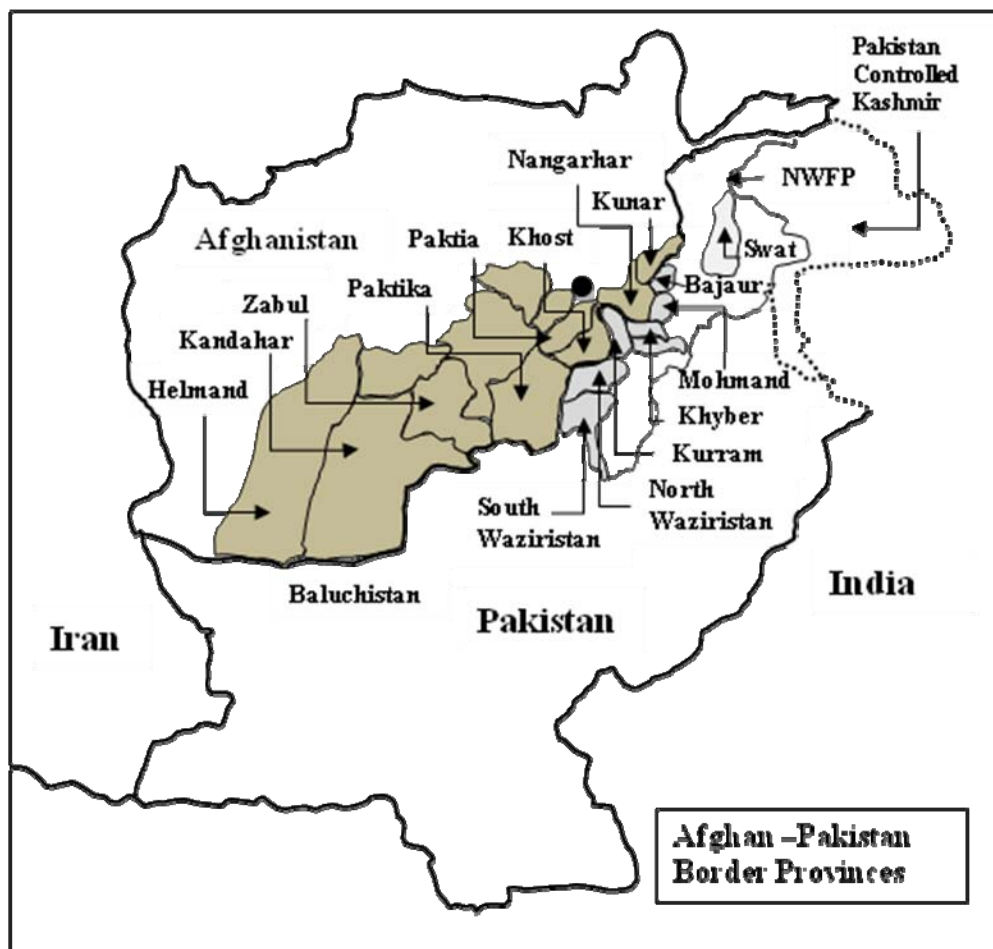 Pakistan
Controlled
Kashmir
Nangarhar
NWFP
Kunar
Afghanistan
Paktia
Khost
Swat
Bajaur
Paktika
Zabul
Kandahar
Helmand
Mohmand
Khyber
Kurram
North
Waziristan
South
Waziristan
Baluchistan
India
Pakistan
Iran
Afghan –Pakistan
Border Provinces